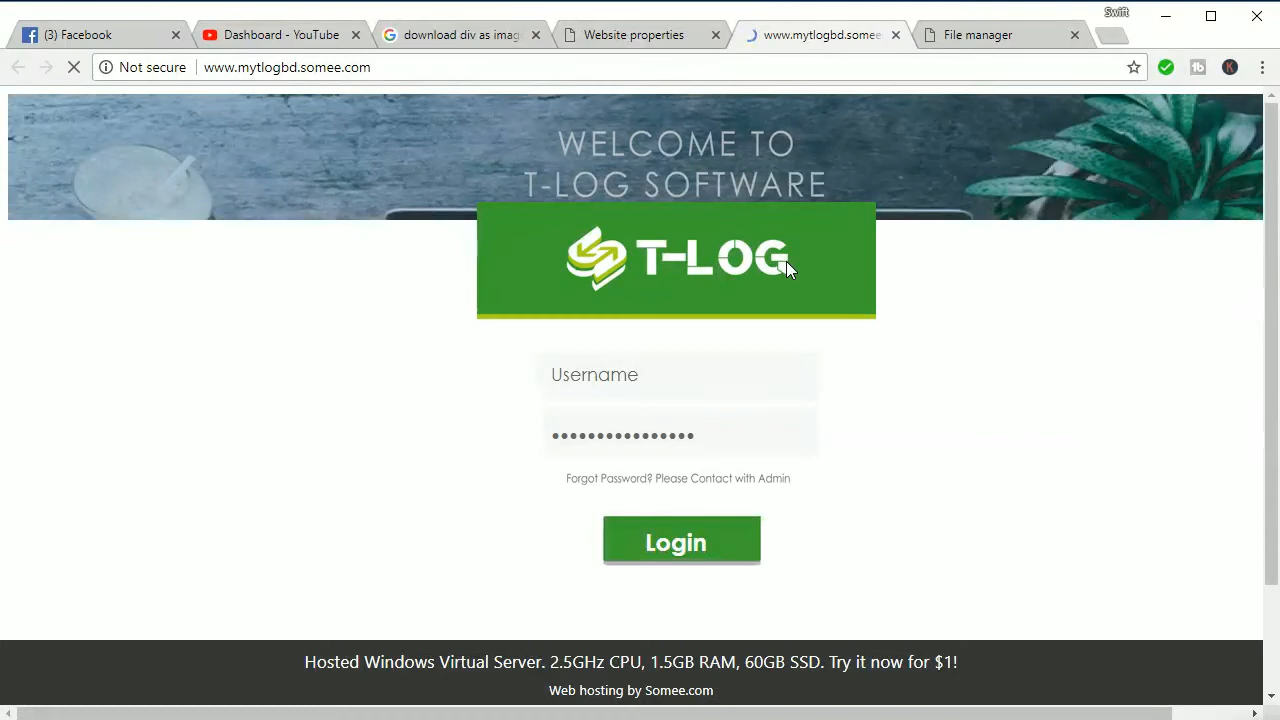 Swift
(3) Facebook
Dashboard - YouTube
download div as imag
Website properties
www.mytlogbd.somee.
File manager
Not secure
www.mytlogbd.somee.com
tb
K
WELCOME TO
T-LOG SOFTWARE
T-LOG
Username
••••••••••••••••
Forgot Password? Please Contact with Admin
Login
Hosted Windows Virtual Server. 2.5GHz CPU, 1.5GB RAM, 60GB SSD. Try it now for $1!
Web hosting by Somee.com